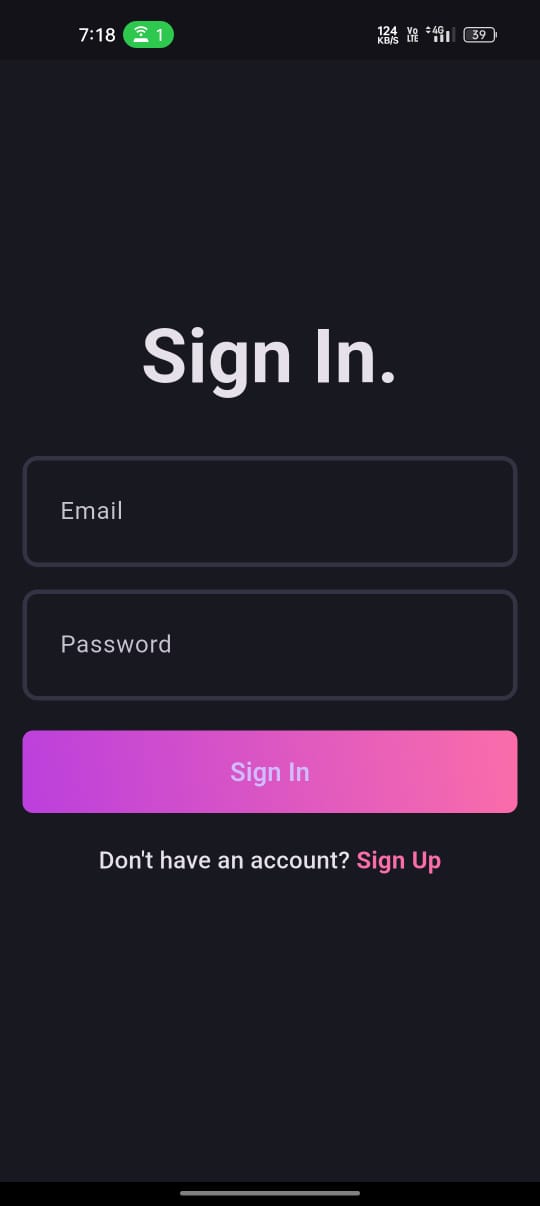 7:18 1 124 KB/S Vo LTE 4G 39
Sign In.
Email
Password
Sign In
Don't have an account? Sign Up